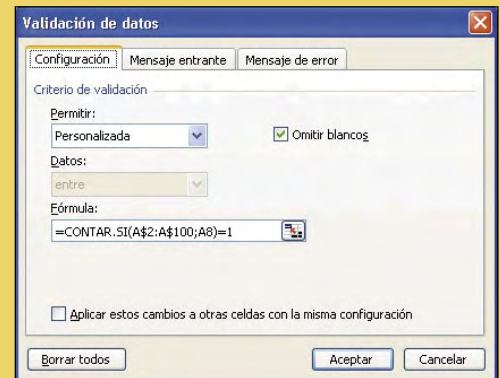 Validación de datos
Configuración Mensaje entrante Mensaje de error
Criterio de validación
Permitir:
Personalizada Omitir blancos
Datos:
entre
Fórmula:
=CONTAR.SI(A$2:A$100;A8)=1
Aplicar estos cambios a otras celdas con la misma configuración
Borrar todos Aceptar Cancelar